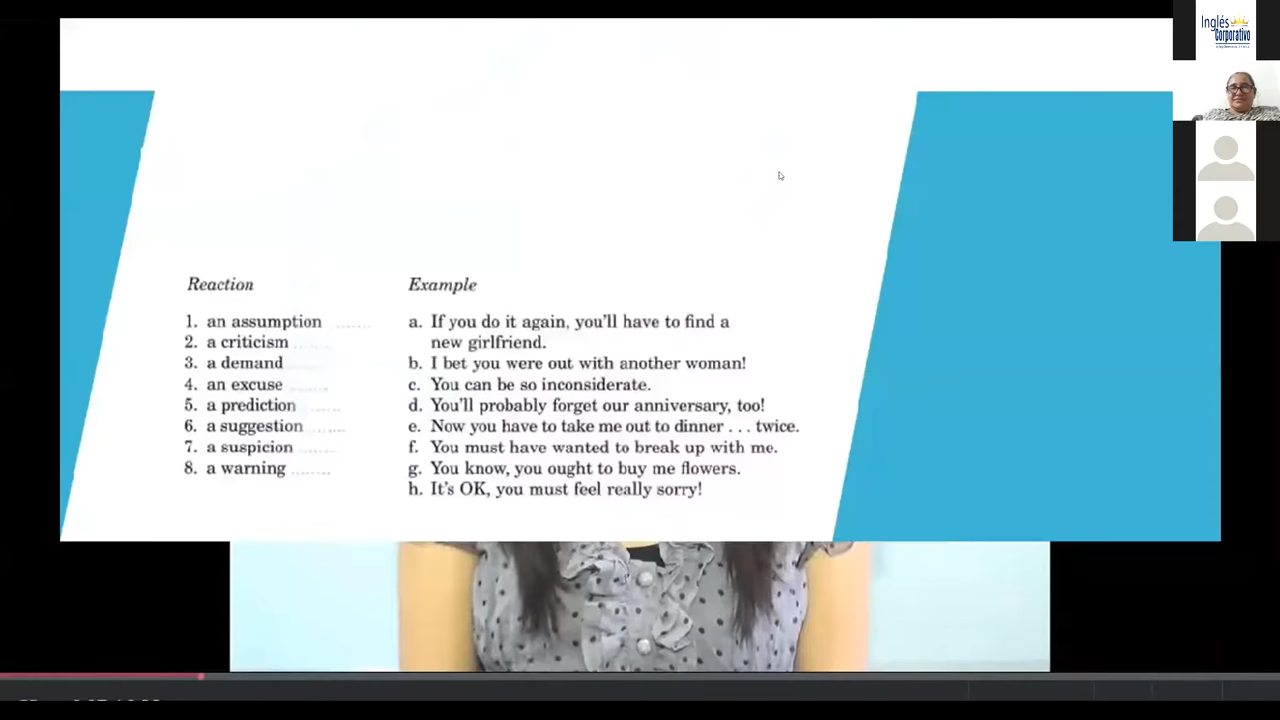 Inglés
Corporativo
Reaction
Example
1. an assumption ........
2. a criticism ........
3. a demand ........
4. an excuse ........
5. a prediction ........
6. a suggestion ........
7. a suspicion ........
8. a warning ........
a. If you do it again, you'll have to find a
new girlfriend.
b. I bet you were out with another woman!
c. You can be so inconsiderate.
d. You'll probably forget our anniversary, too!
e. Now you have to take me out to dinner . . . twice.
f. You must have wanted to break up with me.
g. You know, you ought to buy me flowers.
h. It's OK, you must feel really sorry!